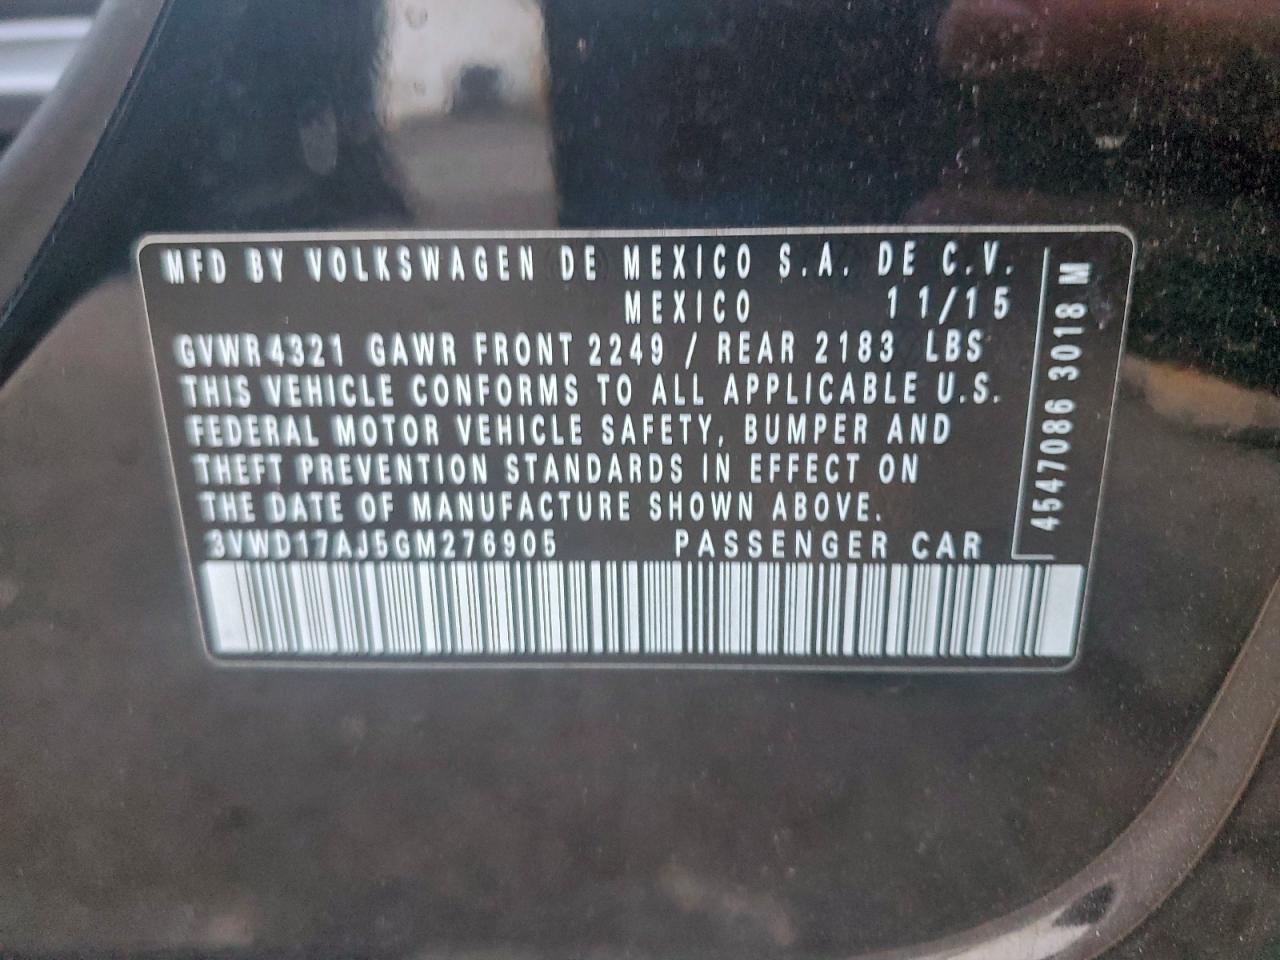 MFD BY VOLKSWAGEN DE MEXICO S.A. DE C.V.
MEXICO 11/15
GVWR 4321 GAWR FRONT 2249 / REAR 2183 LBS
THIS VEHICLE CONFORMS TO ALL APPLICABLE U.S.
FEDERAL MOTOR VEHICLE SAFETY, BUMPER AND
THEFT PREVENTION STANDARDS IN EFFECT ON
THE DATE OF MANUFACTURE SHOWN ABOVE.
3VWD17AJ5GM276905 PASSENGER CAR
4547086 3018 M